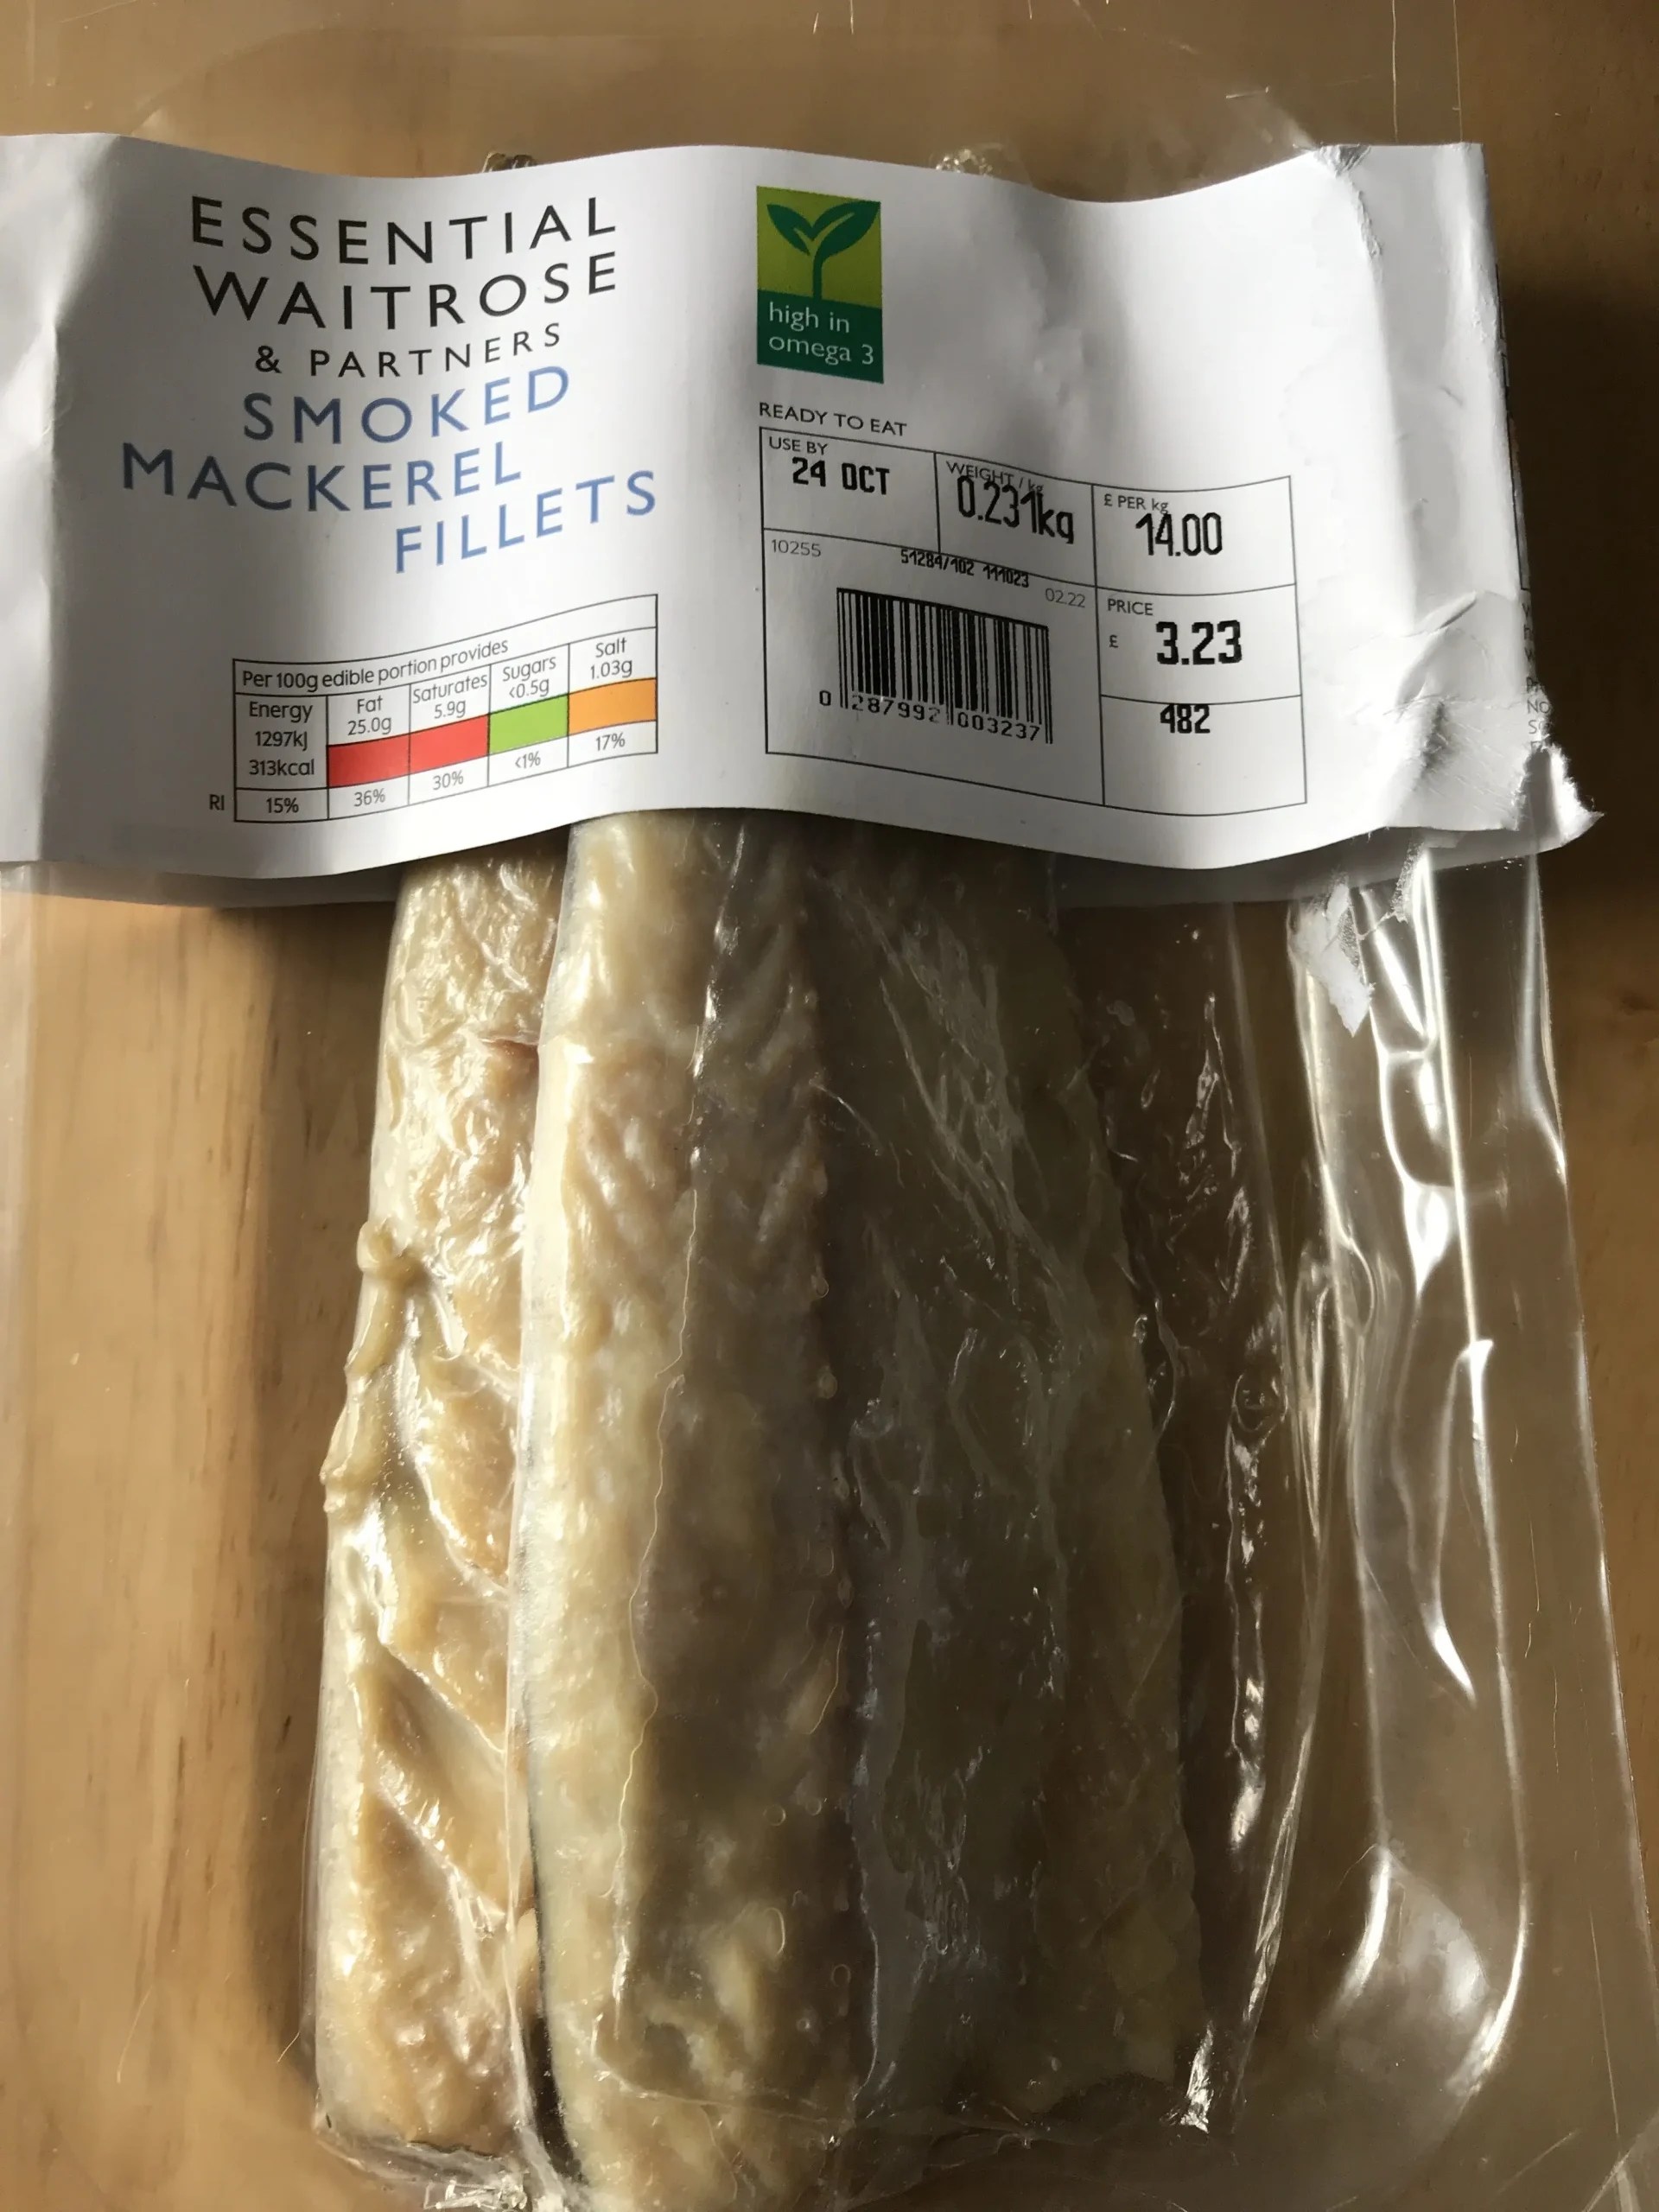 ESSENTIAL
WAITROSE
& PARTNERS
SMOKED
MACKEREL
FILLETS
Per 100g edible portion provides
Energy
1297kJ
313kcal
Fat
25.0g
Saturates
5.9g
Sugars
<0.5g
Salt
1.03g
RI
15%
36%
30%
<1%
17%
high in
omega 3
READY TO EAT
USE BY
24 OCT
WEIGHT / kg
0.231kg
£ PER kg
14.00
10255
51284/102 111023
02.22
0 287992 003237
PRICE
£ 3.23
482